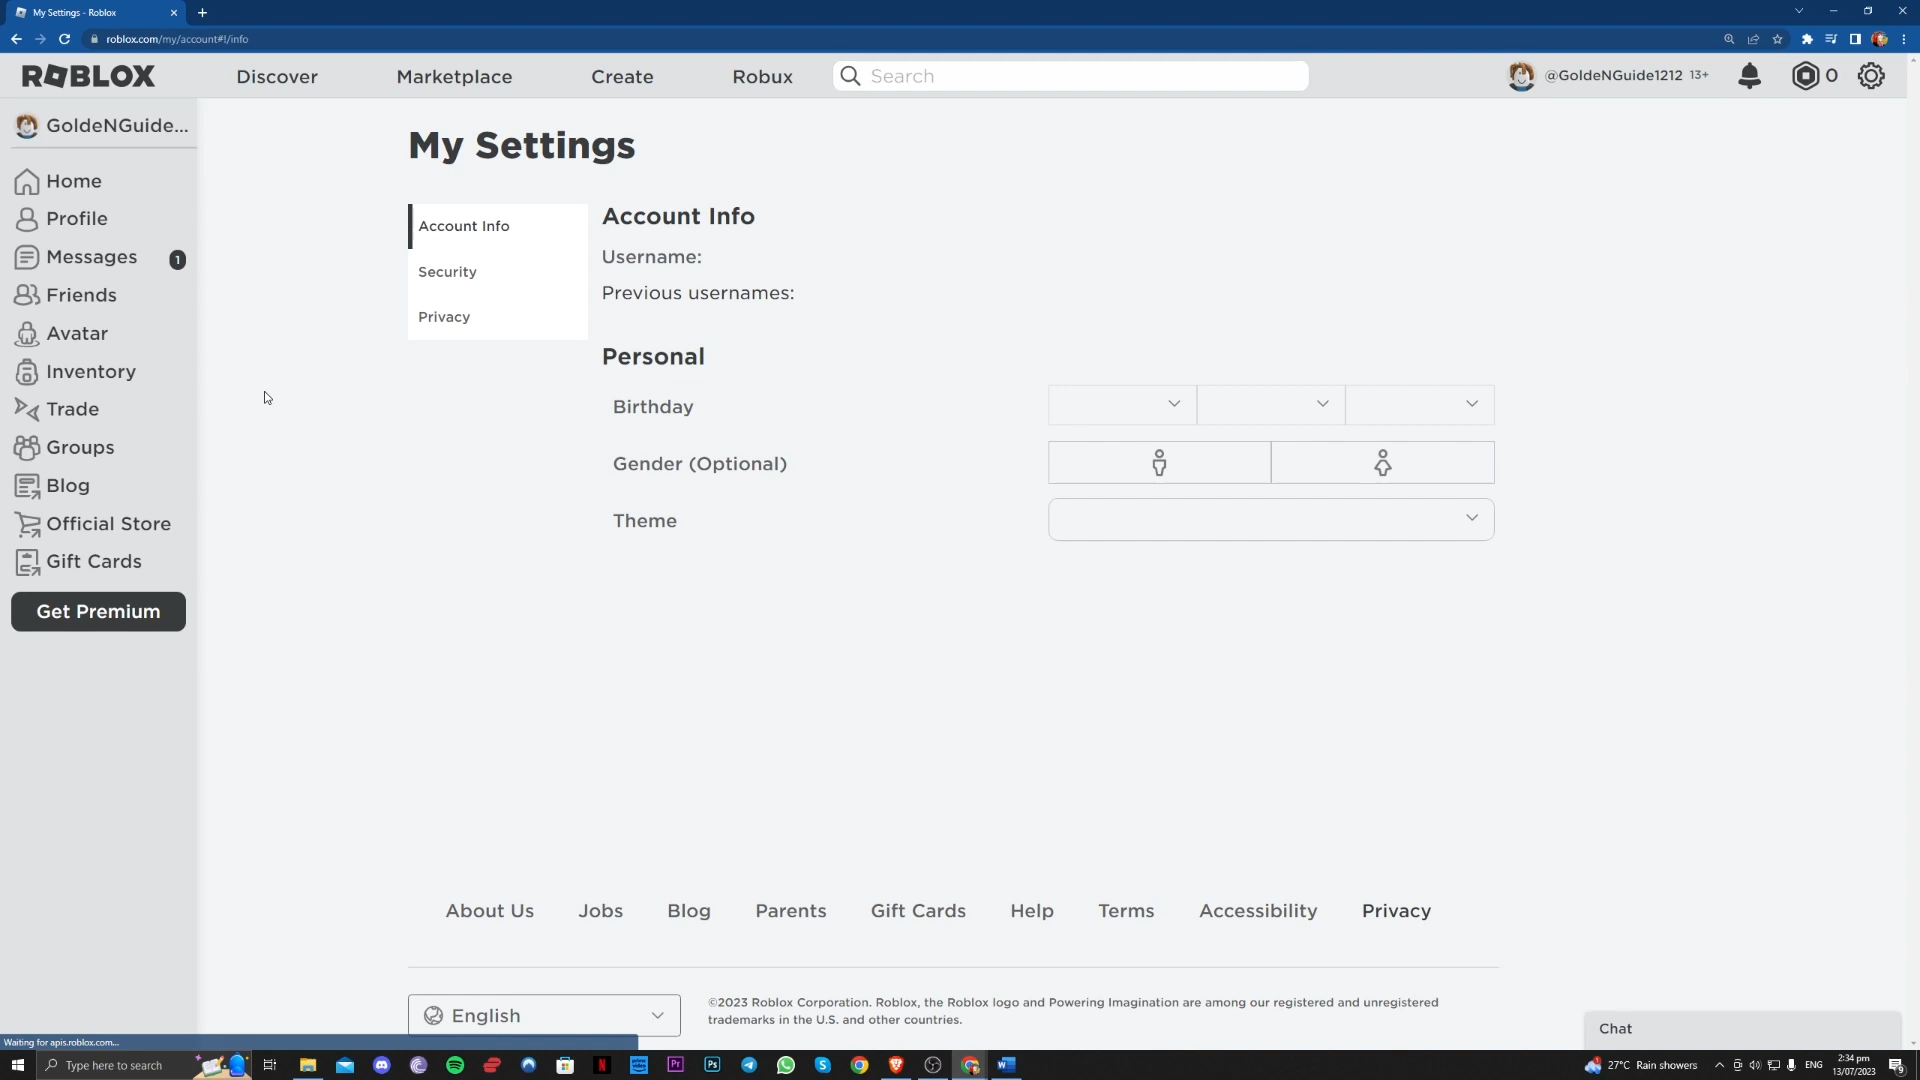 My Settings - Roblox
roblox.com/my/account#!/info
ROBLOX
Discover
Marketplace
Create
Robux
Search
@GoldeNGuide1212 13+
0
GoldeNGuide...
Home
Profile
Messages
1
Friends
Avatar
Inventory
Trade
Groups
Blog
Official Store
Gift Cards
Get Premium
My Settings
Account Info
Security
Privacy
Account Info
Username:
Previous usernames:
Personal
Birthday
Gender (Optional)
Theme
About Us
Jobs
Blog
Parents
Gift Cards
Help
Terms
Accessibility
Privacy
English
©2023 Roblox Corporation. Roblox, the Roblox logo and Powering Imagination are among our registered and unregistered
trademarks in the U.S. and other countries.
Chat
Waiting for apis.roblox.com...
Type here to search
27°C Rain showers
ENG
2:34 pm
13/07/2023